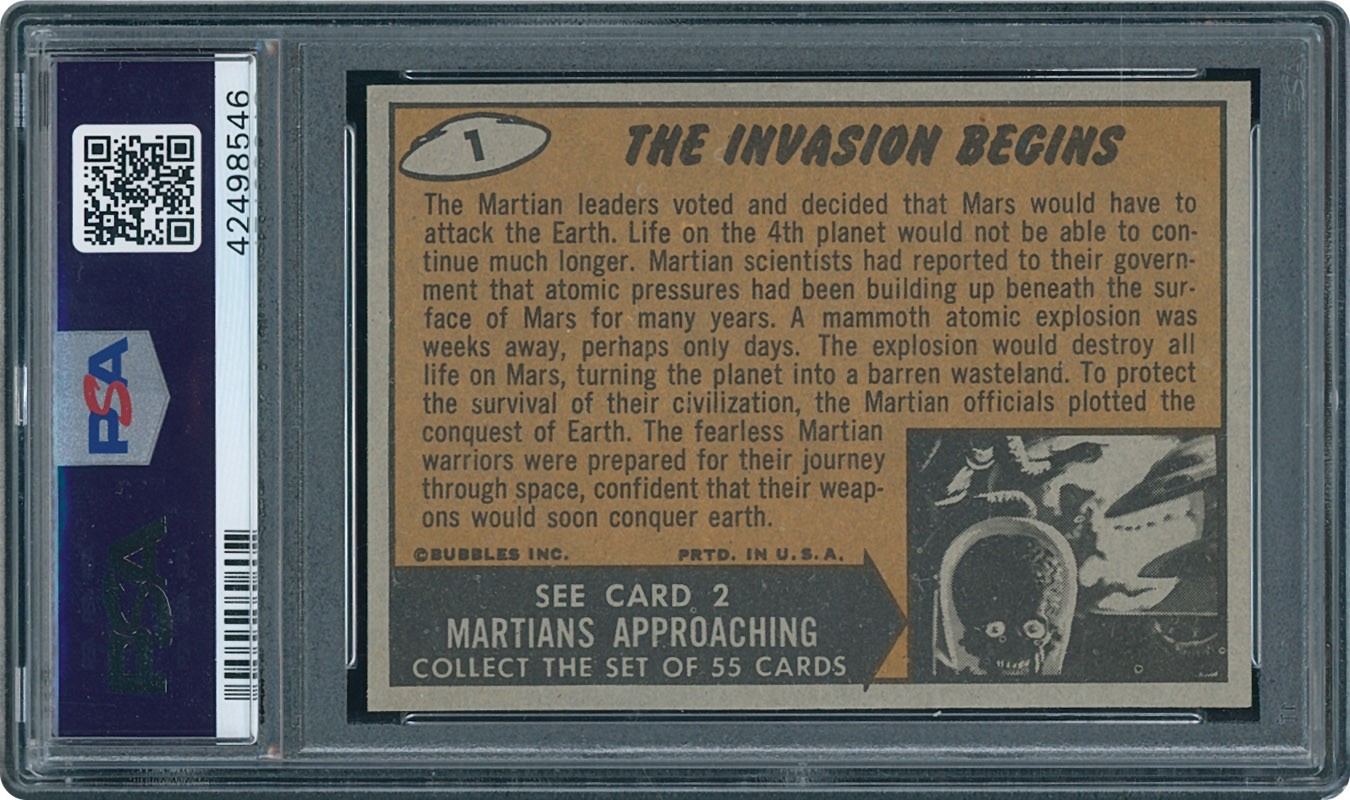 42498546
PSA
PSA
1
THE INVASION BEGINS
The Martian leaders voted and decided that Mars would have to
attack the Earth. Life on the 4th planet would not be able to con-
tinue much longer. Martian scientists had reported to their govern-
ment that atomic pressures had been building up beneath the sur-
face of Mars for many years. A mammoth atomic explosion was
weeks away, perhaps only days. The explosion would destroy all
life on Mars, turning the planet into a barren wasteland. To protect
the survival of their civilization, the Martian officials plotted the
conquest of Earth. The fearless Martian
warriors were prepared for their journey
through space, confident that their weap-
ons would soon conquer earth.
©BUBBLES INC. PRTD. IN U.S.A.
SEE CARD 2
MARTIANS APPROACHING
COLLECT THE SET OF 55 CARDS